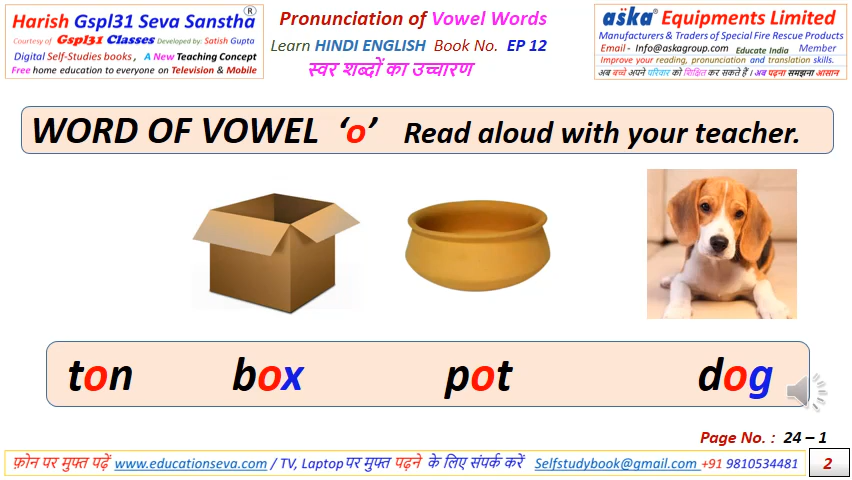 Harish Gspl31 Seva Sanstha ®
Courtesy of Gspl31 Classes Developed by: Satish Gupta
Digital Self-Studies books , A New Teaching Concept
Free home education to everyone on Television & Mobile
Pronunciation of Vowel Words
Learn HINDI ENGLISH Book No. EP 12
स्वर शब्दों का उच्चारण
aska® Equipments Limited
Manufacturers & Traders of Special Fire Rescue Products
Email - Info@askagroup.com Educate India Member
Improve your reading, pronunciation and translation skills.
अब बच्चे अपने परिवार को शिक्षित कर सकते हैं । अब पढ़ना समझना आसान
WORD OF VOWEL ‘o’ Read aloud with your teacher.
ton box pot dog
Page No. : 24 – 1
फ़ोन पर मुफ्त पढ़ें www.educationseva.com / TV, Laptop पर मुफ्त पढ़ने के लिए संपर्क करें Selfstudybook@gmail.com +91 9810534481 2